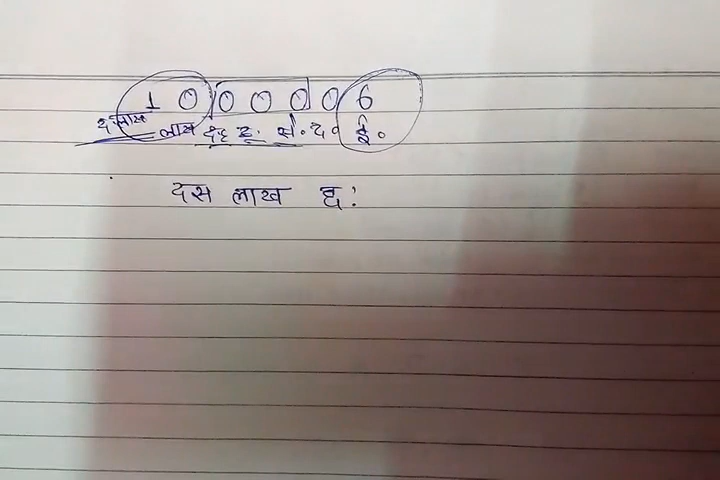 1 0 0 0 0 0 6
द.लाख लाख द.ह ह. सै. द. ई.
दस लाख छ: